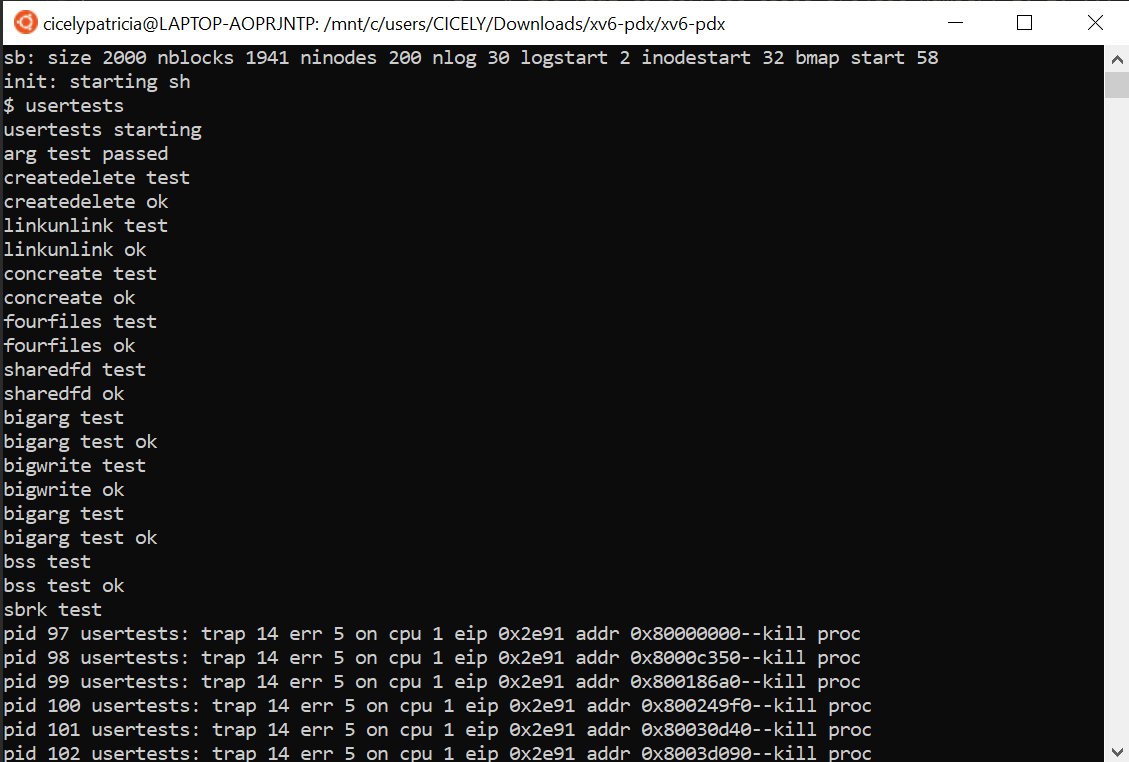 cicelypatricia@LAPTOP-AOPRJNTP: /mnt/c/users/CICELY/Downloads/xv6-pdx/xv6-pdx
sb: size 2000 nblocks 1941 ninodes 200 nlog 30 logstart 2 inodestart 32 bmap start 58
init: starting sh
$ usertests
usertests starting
arg test passed
createdelete test
createdelete ok
linkunlink test
linkunlink ok
concreate test
concreate ok
fourfiles test
fourfiles ok
sharedfd test
sharedfd ok
bigarg test
bigarg test ok
bigwrite test
bigwrite ok
bigarg test
bigarg test ok
bss test
bss test ok
sbrk test
pid 97 usertests: trap 14 err 5 on cpu 1 eip 0x2e91 addr 0x80000000--kill proc
pid 98 usertests: trap 14 err 5 on cpu 1 eip 0x2e91 addr 0x8000c350--kill proc
pid 99 usertests: trap 14 err 5 on cpu 1 eip 0x2e91 addr 0x800186a0--kill proc
pid 100 usertests: trap 14 err 5 on cpu 1 eip 0x2e91 addr 0x800249f0--kill proc
pid 101 usertests: trap 14 err 5 on cpu 1 eip 0x2e91 addr 0x80030d40--kill proc
pid 102 usertests: trap 14 err 5 on cpu 1 eip 0x2e91 addr 0x8003d090--kill proc